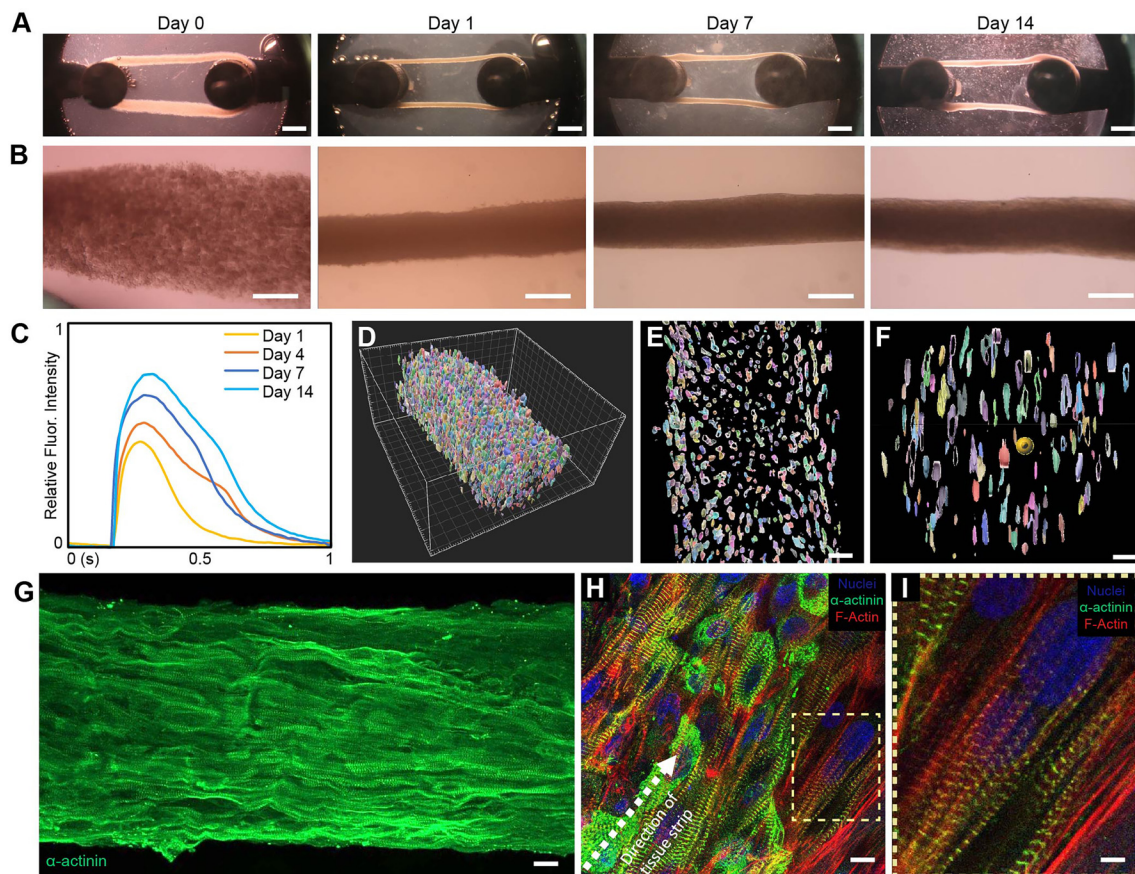 Day 0
Day 1
Day 7
Day 14
A
B
C
1
Relative Fluor. Intensity
0
Day 1
Day 4
Day 7
Day 14
0 (s)
0.5
1
D
E
F
G
α-actinin
H
Nuclei
α-actinin
F-Actin
Direction of
tissue strip
I
Nuclei
α-actinin
F-Actin